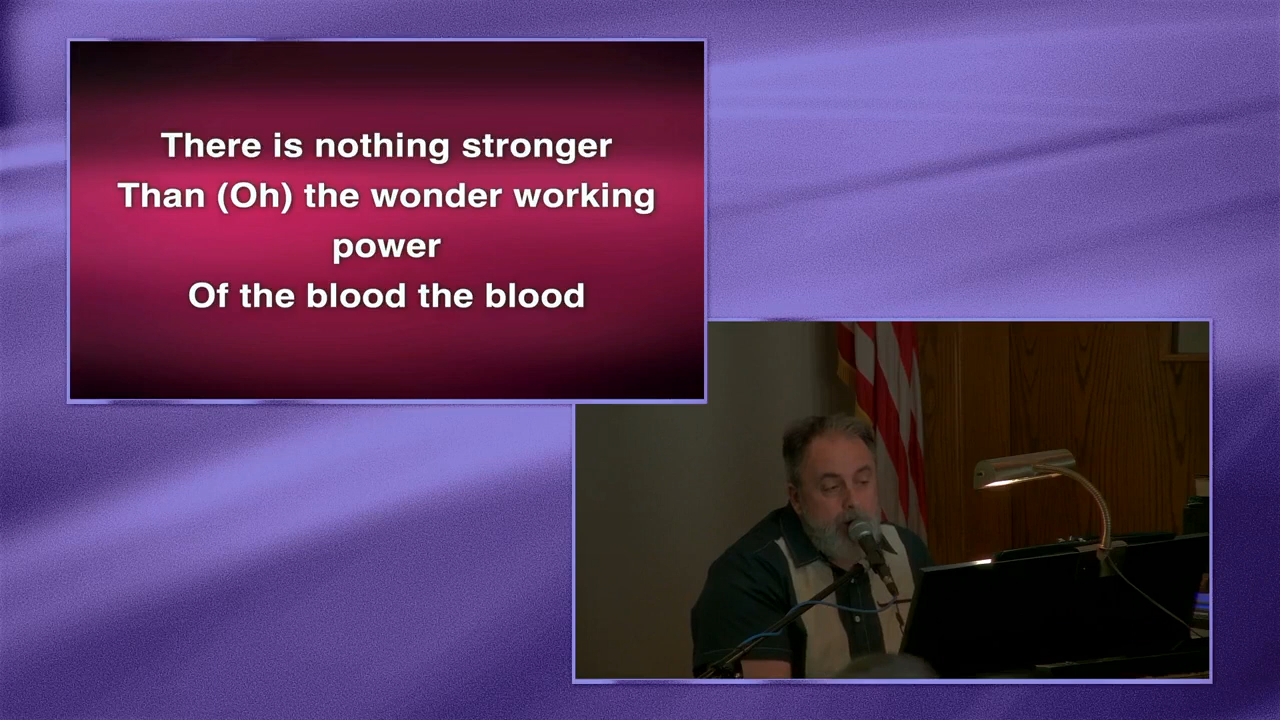 There is nothing stronger
Than (Oh) the wonder working
power
Of the blood the blood